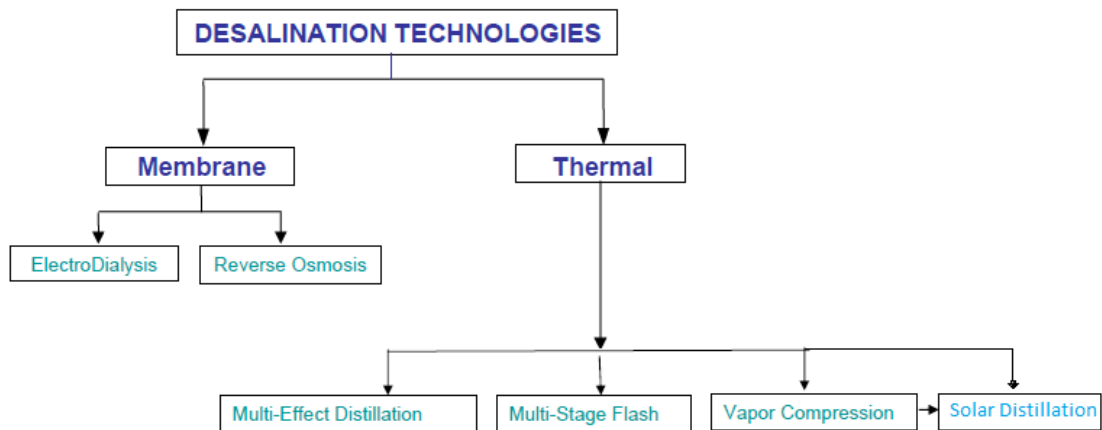 DESALINATION TECHNOLOGIES
Membrane
Thermal
ElectroDialysis
Reverse Osmosis
Multi-Effect Distillation
Multi-Stage Flash
Vapor Compression
Solar Distillation